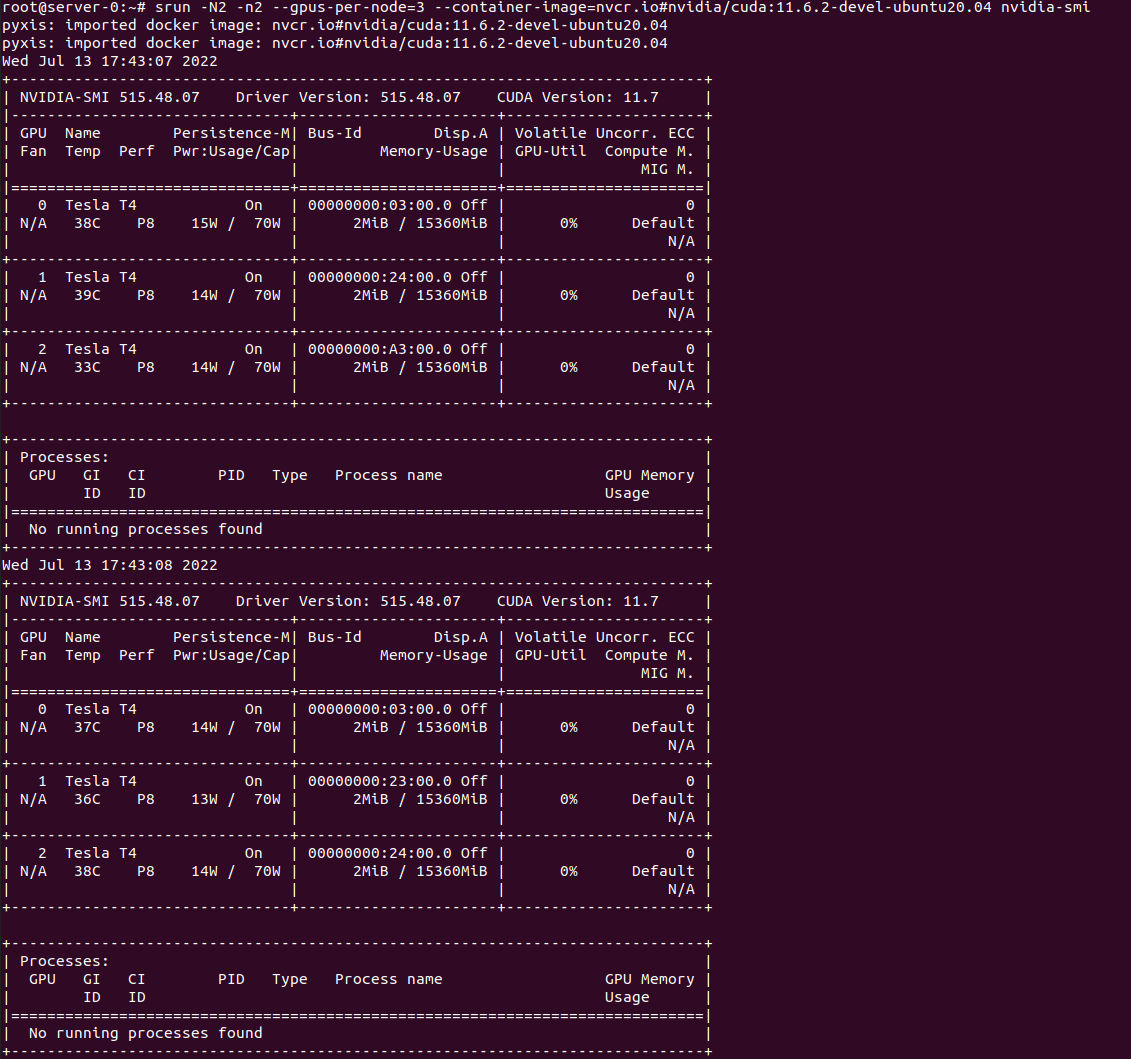 root@server-0:~# srun -N2 -n2 --gpus-per-node=3 --container-image=nvcr.io#nvidia/cuda:11.6.2-devel-ubuntu20.04 nvidia-smi
pyxis: imported docker image: nvcr.io#nvidia/cuda:11.6.2-devel-ubuntu20.04
pyxis: imported docker image: nvcr.io#nvidia/cuda:11.6.2-devel-ubuntu20.04
Wed Jul 13 17:43:07 2022
+-----------------------------------------------------------------------------+
| NVIDIA-SMI 515.48.07    Driver Version: 515.48.07    CUDA Version: 11.7     |
|-------------------------------+----------------------+----------------------+
| GPU  Name        Persistence-M| Bus-Id        Disp.A | Volatile Uncorr. ECC |
| Fan  Temp  Perf  Pwr:Usage/Cap|         Memory-Usage | GPU-Util  Compute M. |
|                               |                      |               MIG M. |
|===============================+======================+======================|
|   0  Tesla T4            On   | 00000000:03:00.0 Off |                    0 |
| N/A   38C    P8    15W /  70W |      2MiB / 15360MiB |      0%      Default |
|                               |                      |                  N/A |
+-------------------------------+----------------------+----------------------+
|   1  Tesla T4            On   | 00000000:24:00.0 Off |                    0 |
| N/A   39C    P8    14W /  70W |      2MiB / 15360MiB |      0%      Default |
|                               |                      |                  N/A |
+-------------------------------+----------------------+----------------------+
|   2  Tesla T4            On   | 00000000:A3:00.0 Off |                    0 |
| N/A   33C    P8    14W /  70W |      2MiB / 15360MiB |      0%      Default |
|                               |                      |                  N/A |
+-------------------------------+----------------------+----------------------+

+-----------------------------------------------------------------------------+
| Processes:                                                                  |
|  GPU   GI   CI        PID   Type   Process name                  GPU Memory |
|        ID   ID                                                   Usage      |
|=============================================================================|
|  No running processes found                                                 |
+-----------------------------------------------------------------------------+
Wed Jul 13 17:43:08 2022
+-----------------------------------------------------------------------------+
| NVIDIA-SMI 515.48.07    Driver Version: 515.48.07    CUDA Version: 11.7     |
|-------------------------------+----------------------+----------------------+
| GPU  Name        Persistence-M| Bus-Id        Disp.A | Volatile Uncorr. ECC |
| Fan  Temp  Perf  Pwr:Usage/Cap|         Memory-Usage | GPU-Util  Compute M. |
|                               |                      |               MIG M. |
|===============================+======================+======================|
|   0  Tesla T4            On   | 00000000:03:00.0 Off |                    0 |
| N/A   37C    P8    14W /  70W |      2MiB / 15360MiB |      0%      Default |
|                               |                      |                  N/A |
+-------------------------------+----------------------+----------------------+
|   1  Tesla T4            On   | 00000000:23:00.0 Off |                    0 |
| N/A   36C    P8    13W /  70W |      2MiB / 15360MiB |      0%      Default |
|                               |                      |                  N/A |
+-------------------------------+----------------------+----------------------+
|   2  Tesla T4            On   | 00000000:24:00.0 Off |                    0 |
| N/A   38C    P8    14W /  70W |      2MiB / 15360MiB |      0%      Default |
|                               |                      |                  N/A |
+-------------------------------+----------------------+----------------------+

+-----------------------------------------------------------------------------+
| Processes:                                                                  |
|  GPU   GI   CI        PID   Type   Process name                  GPU Memory |
|        ID   ID                                                   Usage      |
|=============================================================================|
|  No running processes found                                                 |
+-----------------------------------------------------------------------------+